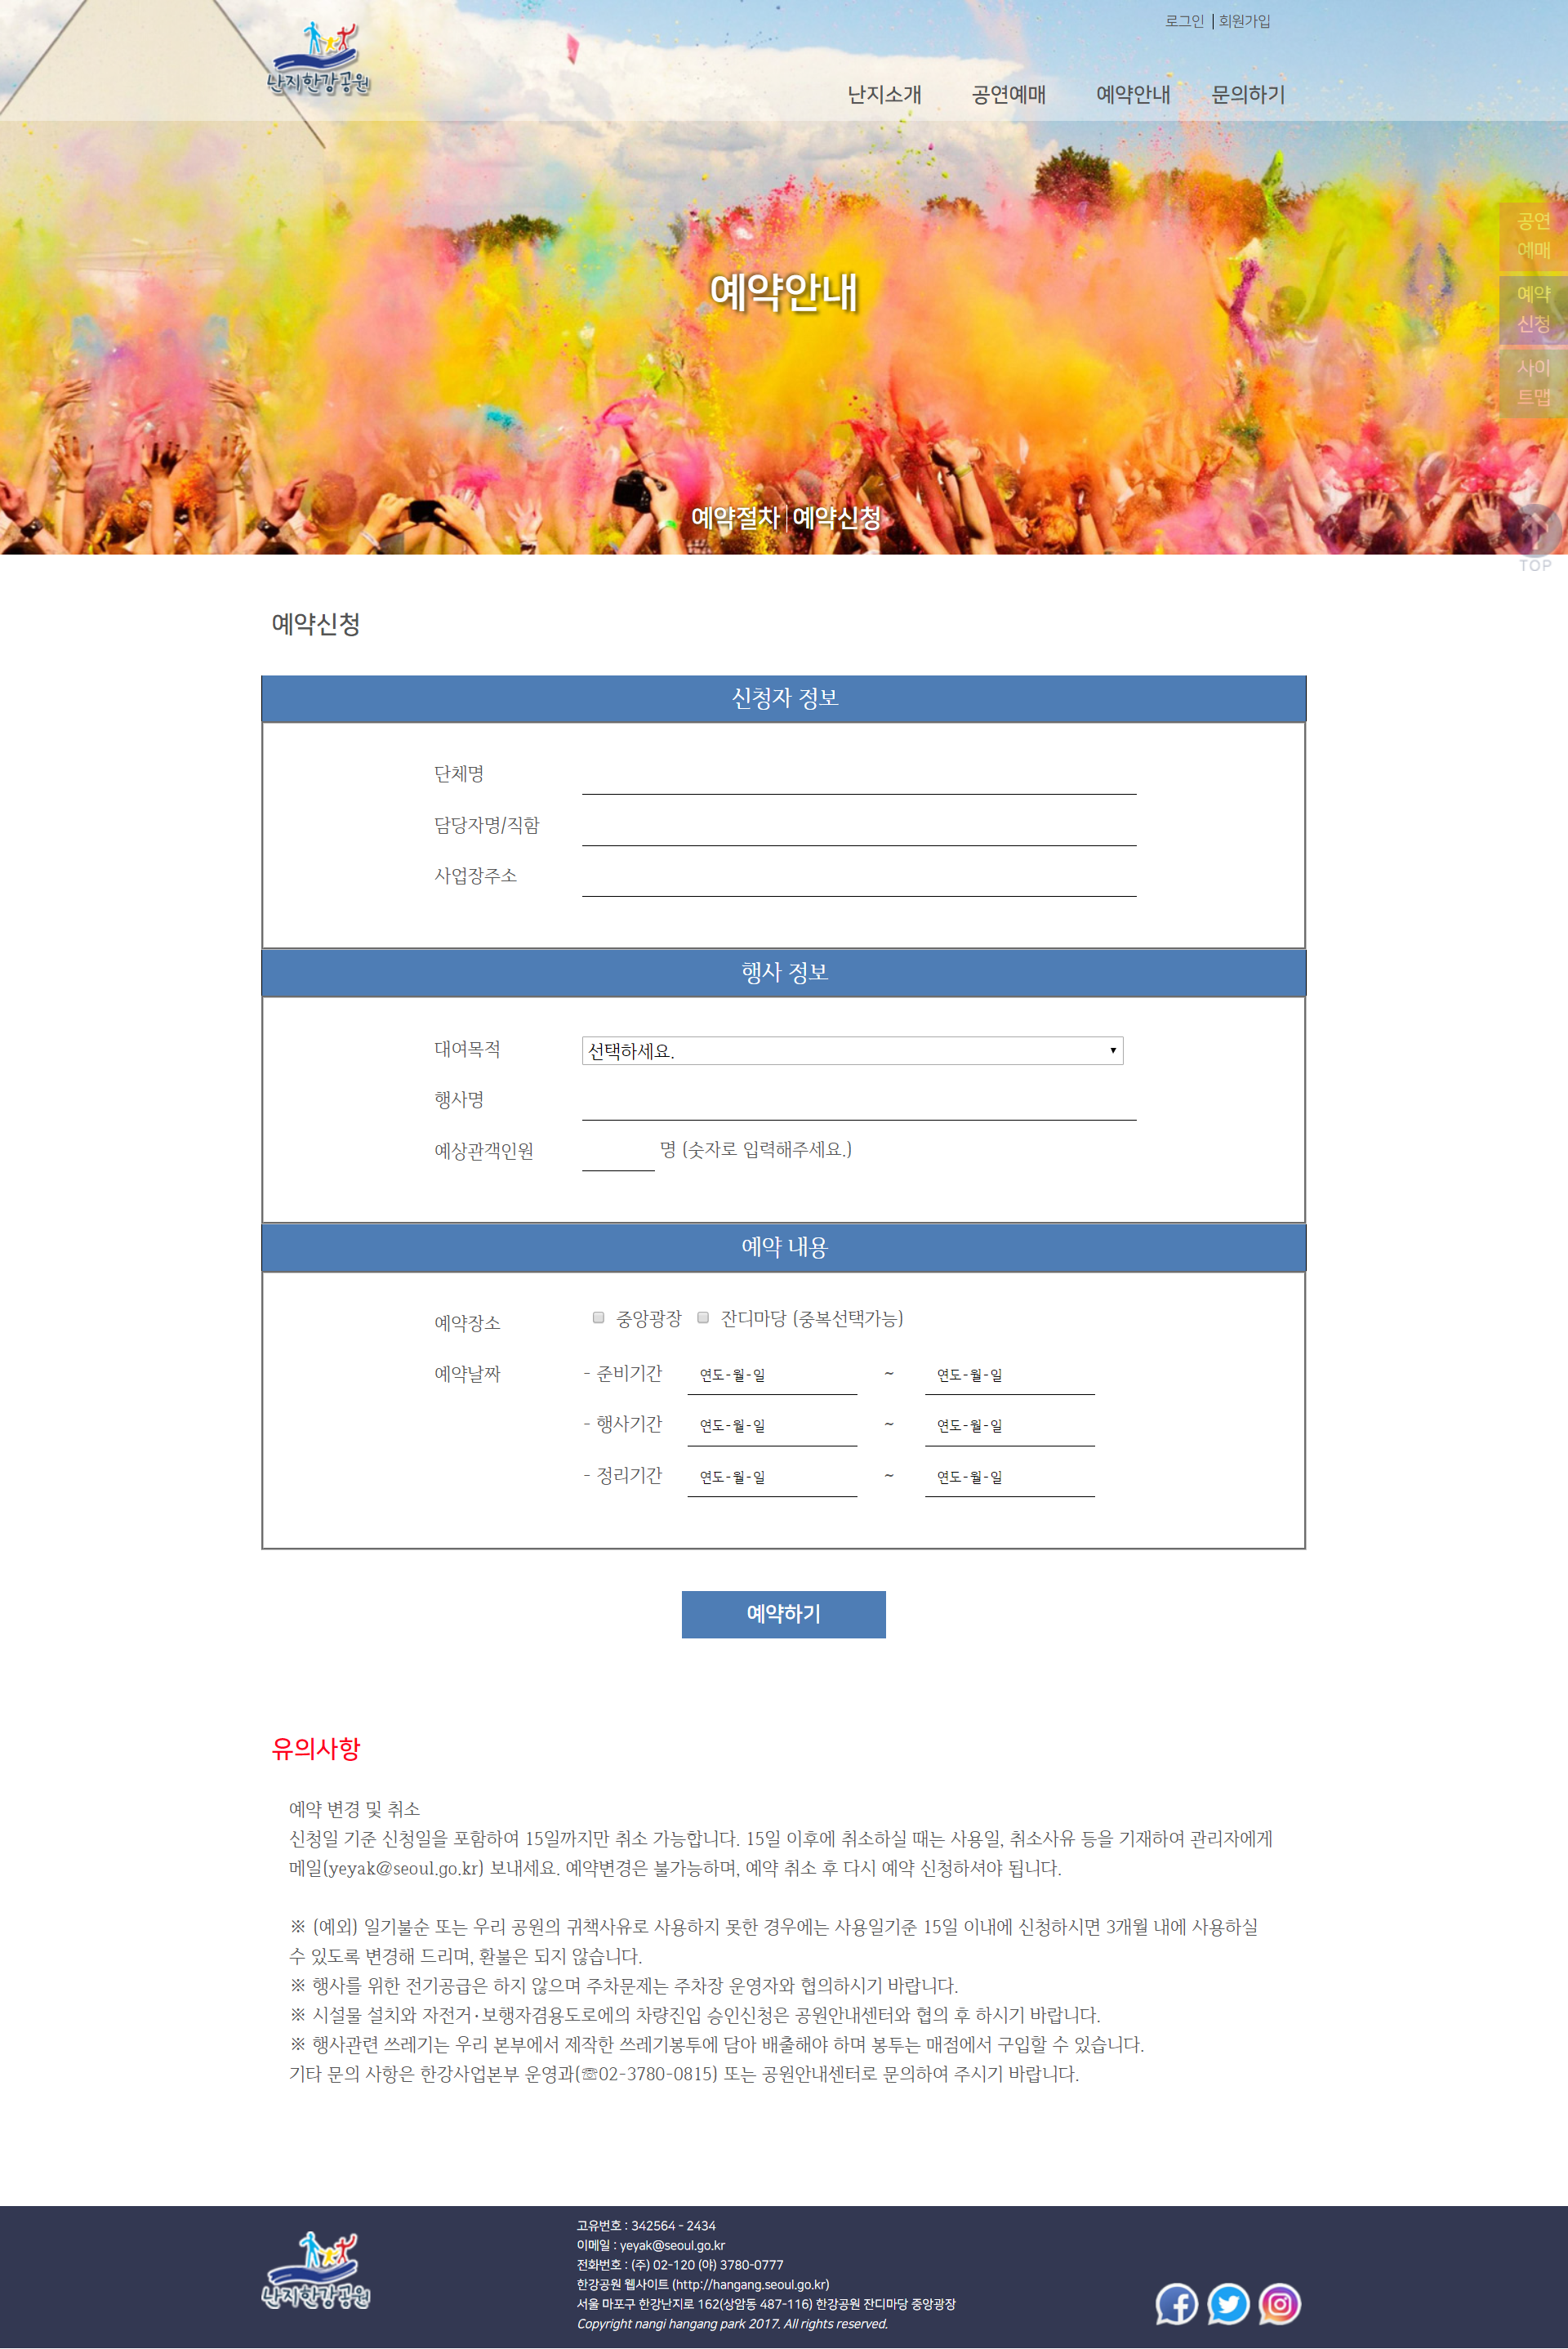 로그인 | 회원가입
난지한강공원
난지소개 공연예매 예약안내 문의하기
공연
예매
예약
신청
사이
트맵
예약안내
예약절차 | 예약신청
TOP
예약신청
신청자 정보
단체명
담당자명/직함
사업장주소
행사 정보
대여목적 선택하세요.
행사명
예상관객인원 명 (숫자로 입력해주세요.)
예약 내용
예약장소 중앙광장 잔디마당 (중복선택가능)
예약날짜 - 준비기간 연도-월-일 ~ 연도-월-일
- 행사기간 연도-월-일 ~ 연도-월-일
- 정리기간 연도-월-일 ~ 연도-월-일
예약하기
유의사항
예약 변경 및 취소
신청일 기준 신청일을 포함하여 15일까지만 취소 가능합니다. 15일 이후에 취소하실 때는 사용일, 취소사유 등을 기재하여 관리자에게
메일(yeyak@seoul.go.kr) 보내세요. 예약변경은 불가능하며, 예약 취소 후 다시 예약 신청하셔야 됩니다.
※ (예외) 일기불순 또는 우리 공원의 귀책사유로 사용하지 못한 경우에는 사용일기준 15일 이내에 신청하시면 3개월 내에 사용하실
수 있도록 변경해 드리며, 환불은 되지 않습니다.
※ 행사를 위한 전기공급은 하지 않으며 주차문제는 주차장 운영자와 협의하시기 바랍니다.
※ 시설물 설치와 자전거·보행자겸용도로에의 차량진입 승인신청은 공원안내센터와 협의 후 하시기 바랍니다.
※ 행사관련 쓰레기는 우리 본부에서 제작한 쓰레기봉투에 담아 배출해야 하며 봉투는 매점에서 구입할 수 있습니다.
기타 문의 사항은 한강사업본부 운영과(☏02-3780-0815) 또는 공원안내센터로 문의하여 주시기 바랍니다.
난지한강공원
고유번호 : 342564 - 2434
이메일 : yeyak@seoul.go.kr
전화번호 : (주) 02-120 (야) 3780-0777
한강공원 웹사이트 (http://hangang.seoul.go.kr)
서울 마포구 한강난지로 162(상암동 487-116) 한강공원 잔디마당 중앙광장
Copyright nangi hangang park 2017. All rights reserved.